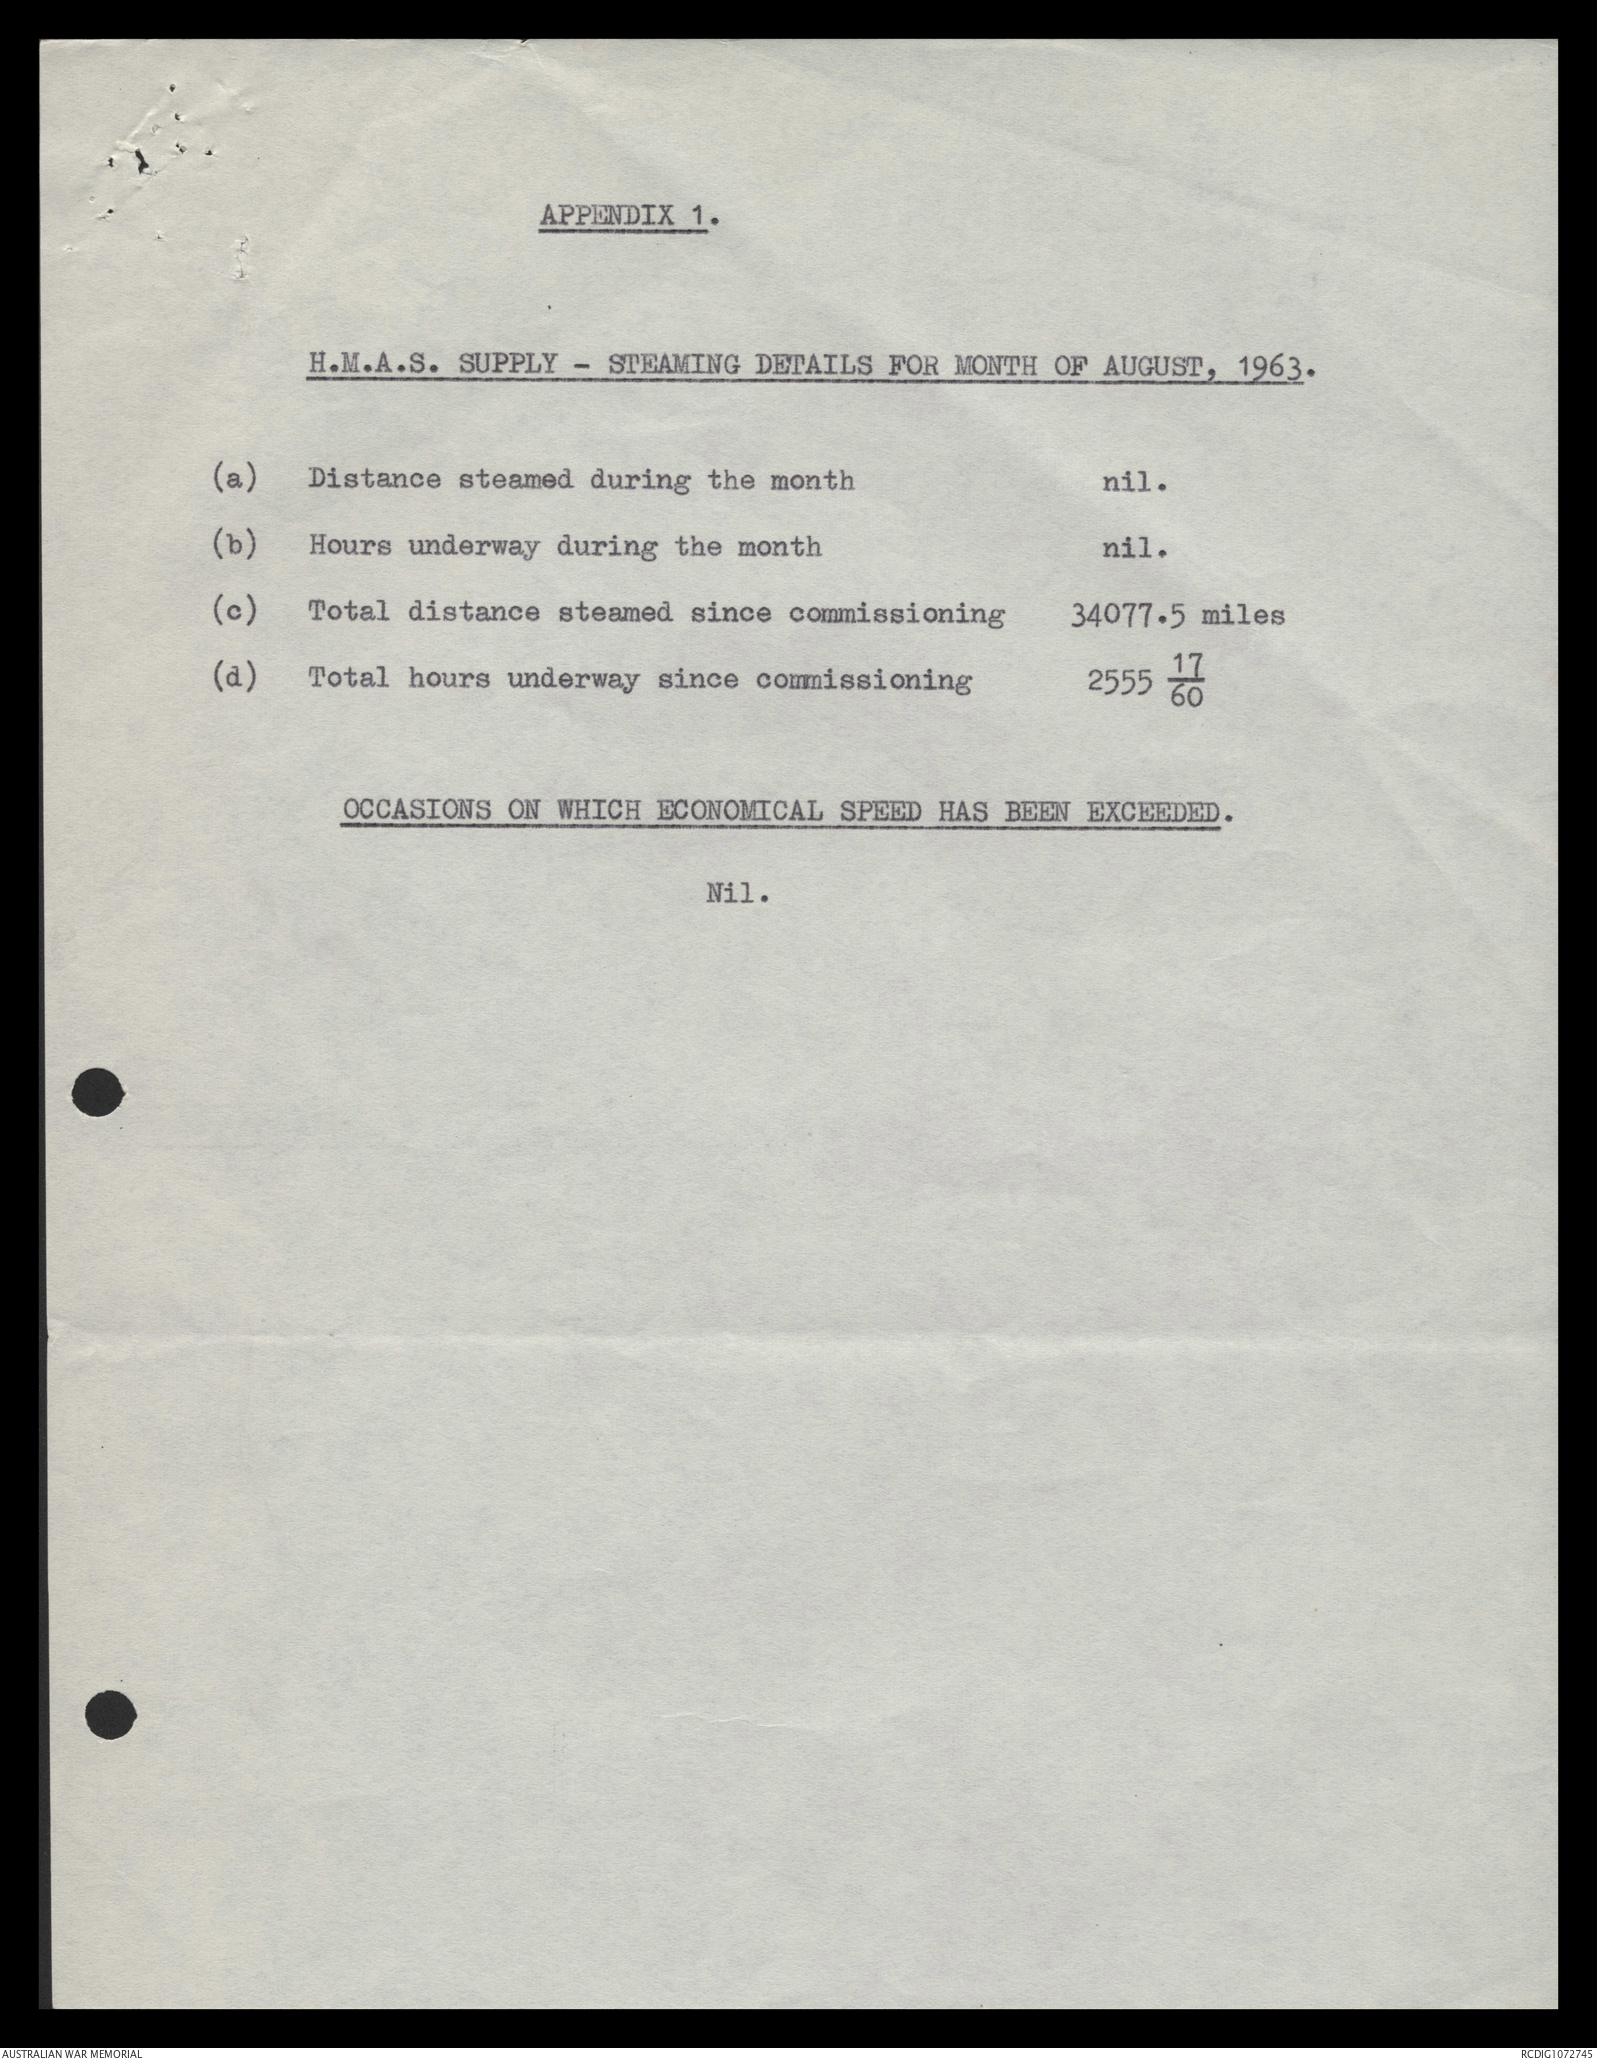 APPENDIX 1.
H.M.A.S. SUPPLY - STEAMING DETAILS FOR MONTH OF AUGUST, 1963.
(a) Distance steamed during the month nil.
(b) Hours underway during the month nil.
(c) Total distance steamed since commissioning 34077.5 miles
(d) Total hours underway since commissioning 2555 17/60
OCCASIONS ON WHICH ECONOMICAL SPEED HAS BEEN EXCEEDED.
Nil.
AUSTRALIAN WAR MEMORIAL RCDIG1072745